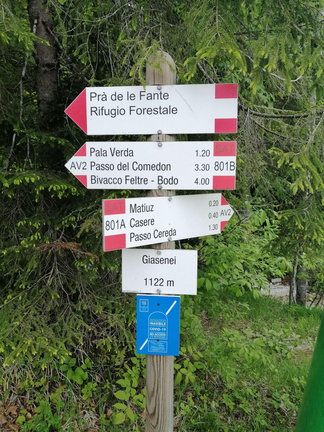 Prà de le Fante
Rifugio Forestale
AV2
Pala Verda 1.20
Passo del Comedon 3.30
Bivacco Feltre - Bodo 4.00
801B
801A
Matiuz 0.20
Casere 0.40
Passo Cereda 1.30
AV2
Giasenei
1122 m